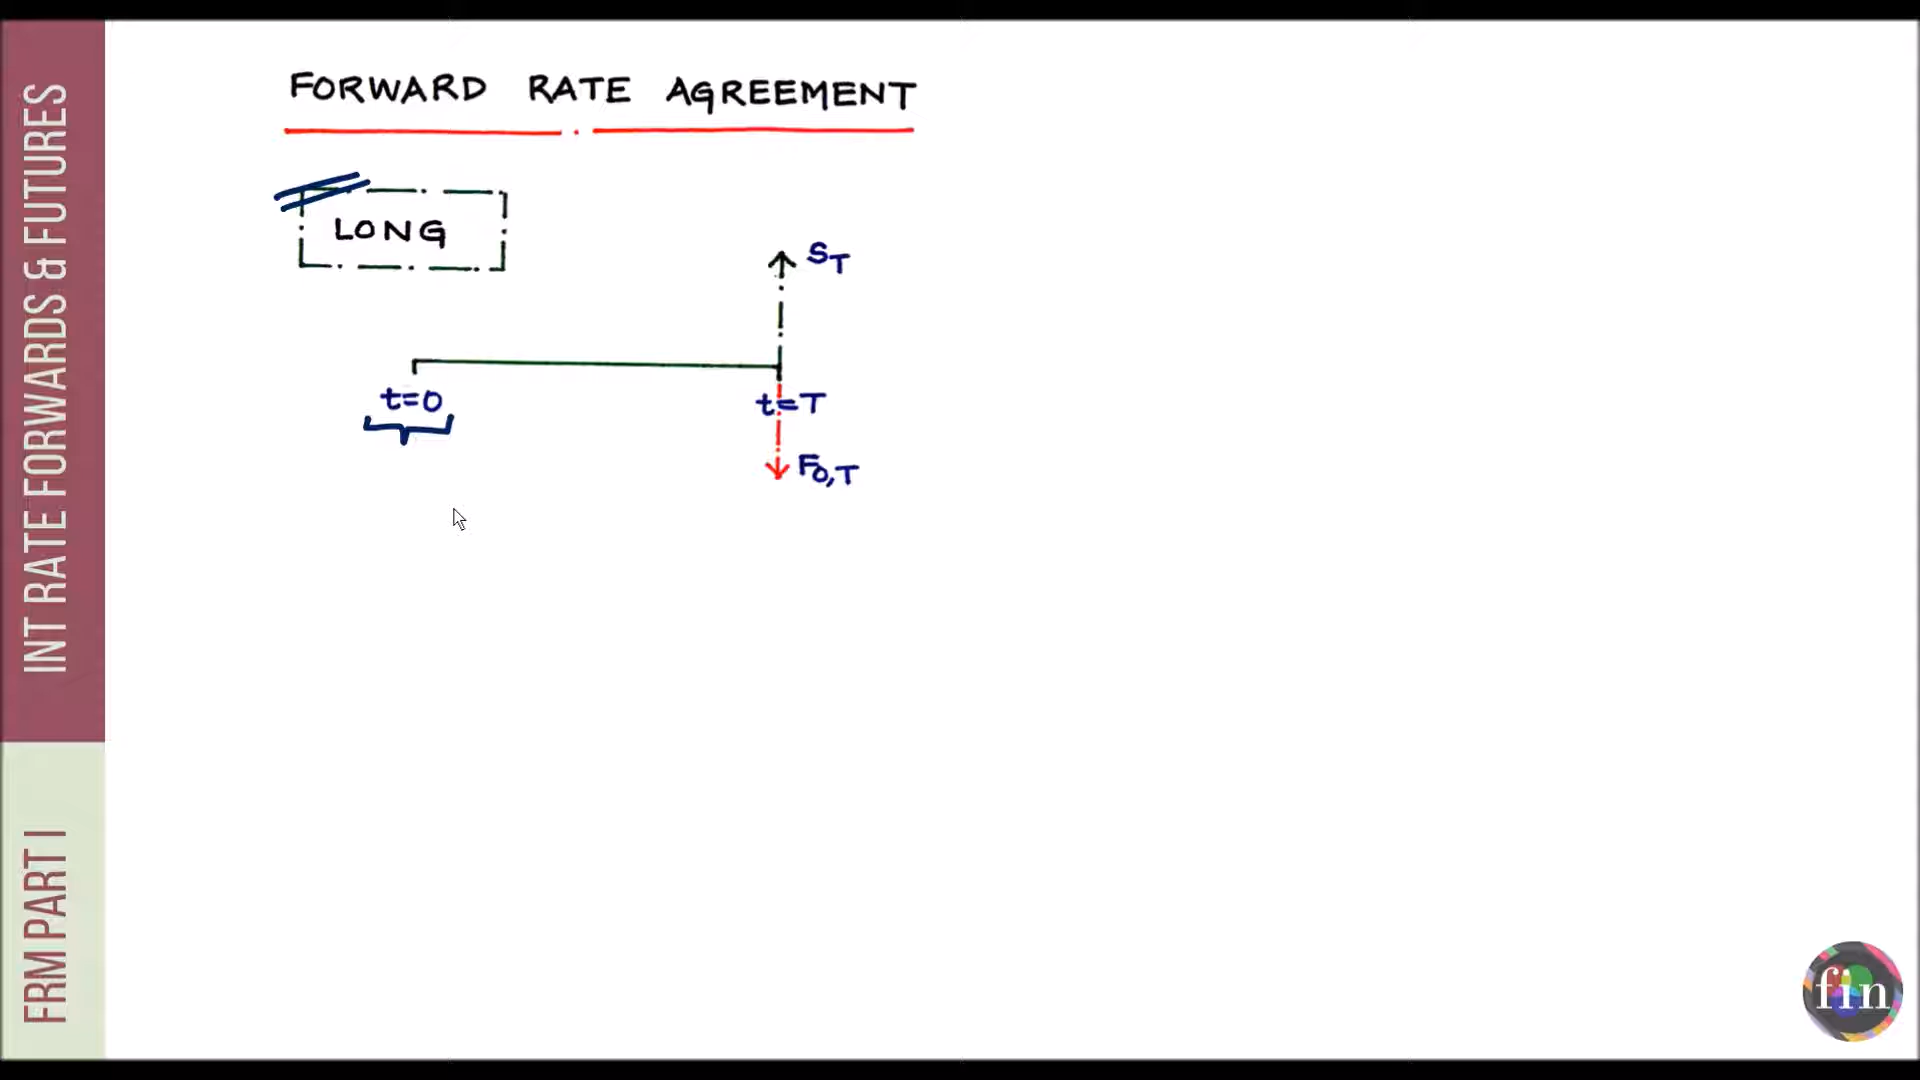 FORWARD RATE AGREEMENT
LONG
S_T
t=0
t=T
F_0,T
INT RATE FORWARDS & FUTURES
FRM PART I
fin